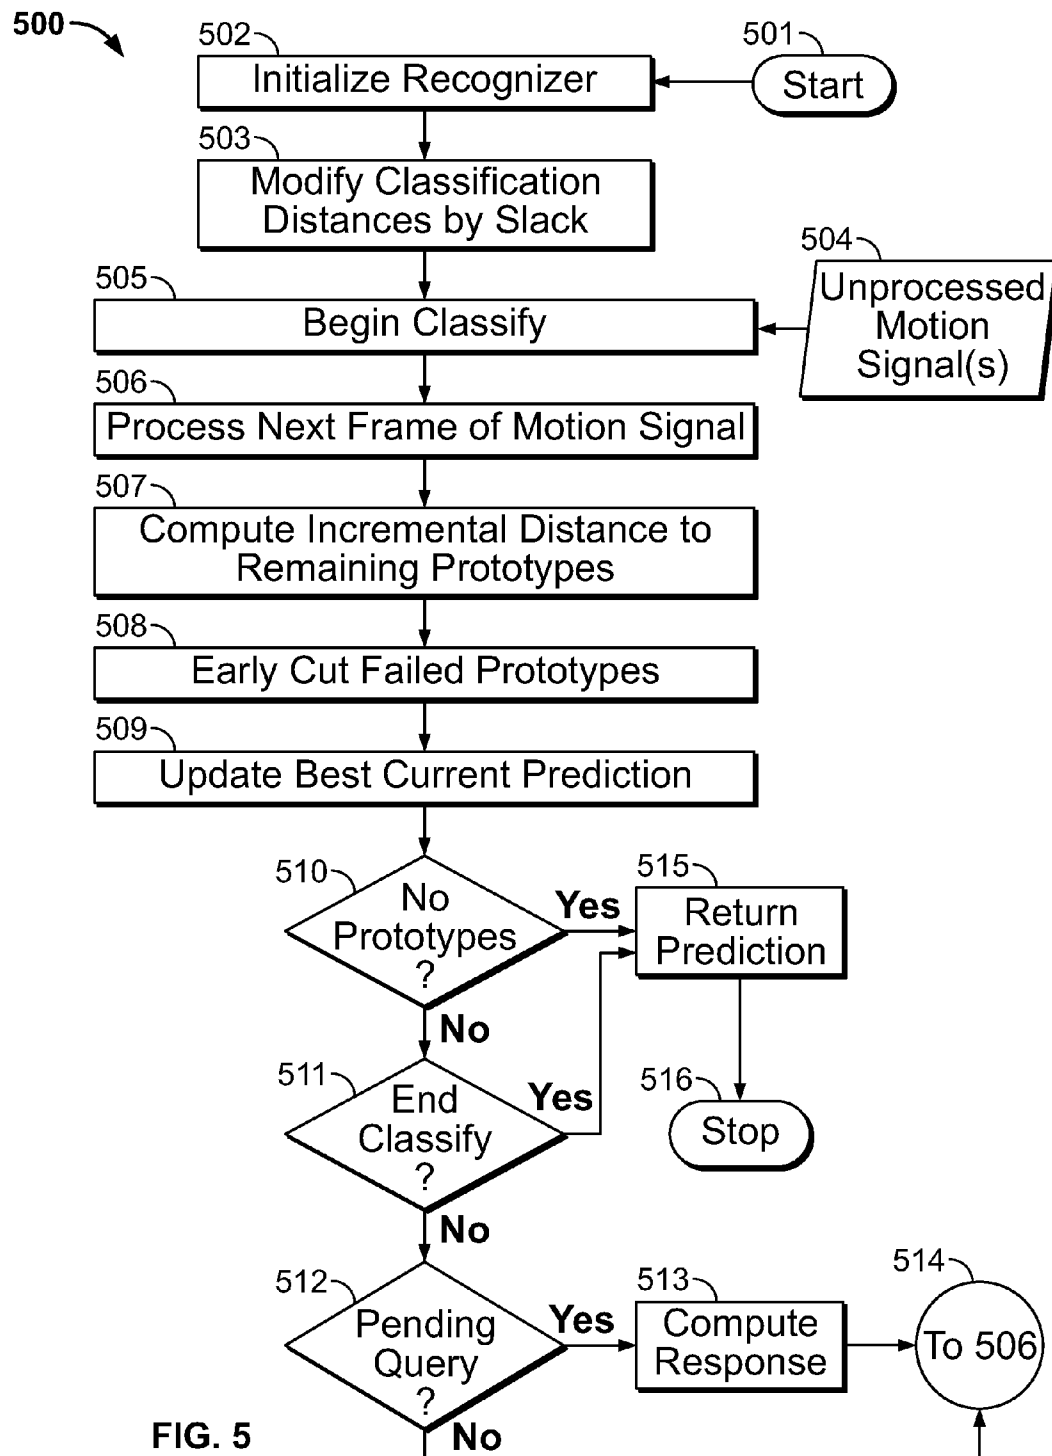 500
502
Initialize Recognizer
501
Start
503
Modify Classification
Distances by Slack
504
Unprocessed
Motion
Signal(s)
505
Begin Classify
506
Process Next Frame of Motion Signal
507
Compute Incremental Distance to
Remaining Prototypes
508
Early Cut Failed Prototypes
509
Update Best Current Prediction
510
No
Prototypes
?
Yes
515
Return
Prediction
No
511
End
Classify
?
Yes
516
Stop
No
512
Pending
Query
?
Yes
513
Compute
Response
514
To 506
No
FIG. 5